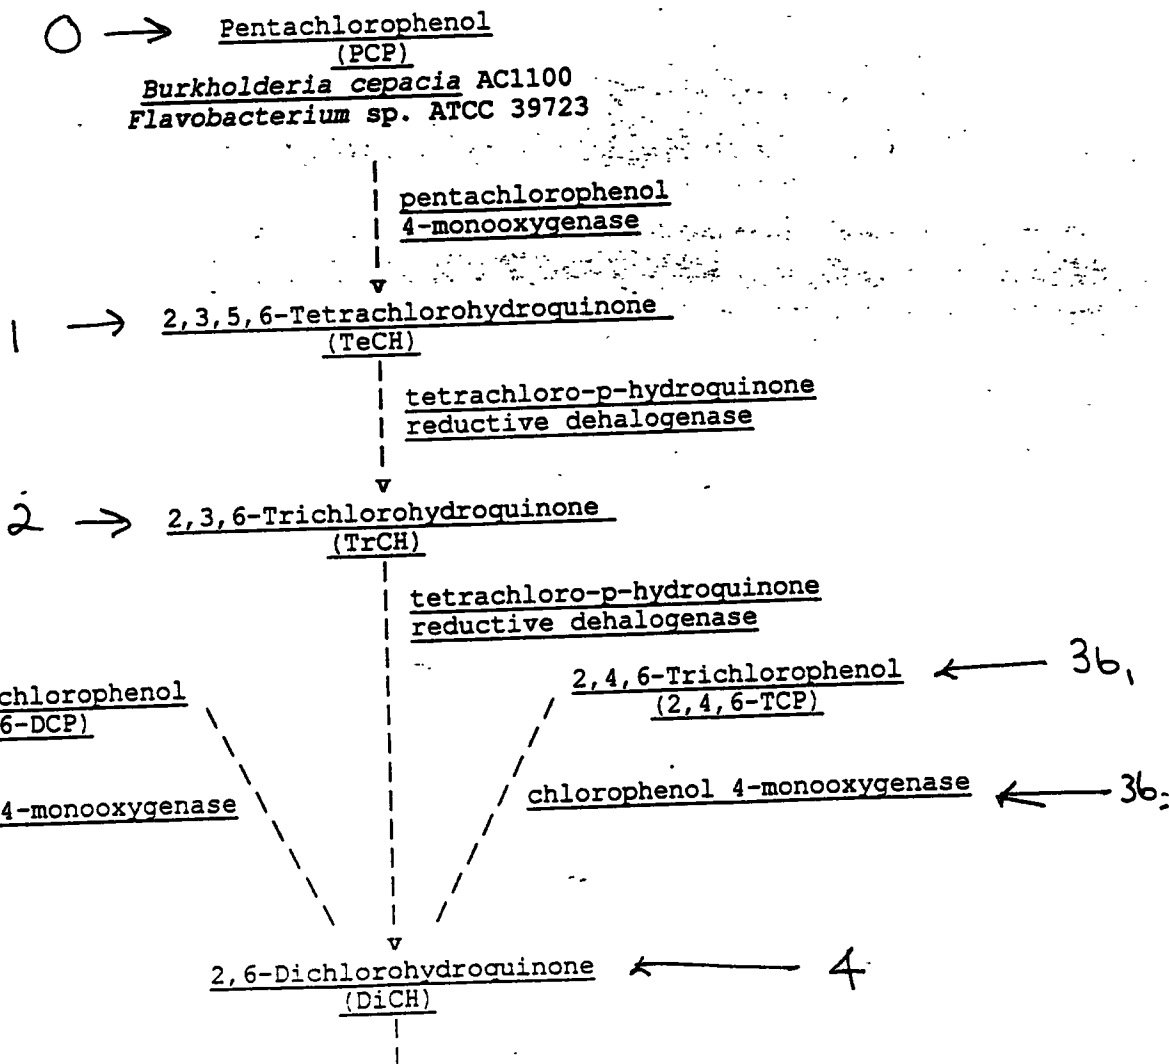 0 → Pentachlorophenol
(PCP)
Burkholderia cepacia AC1100
Flavobacterium sp. ATCC 39723
pentachlorophenol
4-monooxygenase
1 → 2,3,5,6-Tetrachlorohydroquinone
(TeCH)
tetrachloro-p-hydroquinone
reductive dehalogenase
2 → 2,3,6-Trichlorohydroquinone
(TrCH)
tetrachloro-p-hydroquinone
reductive dehalogenase
chlorophenol
6-DCP)
2,4,6-Trichlorophenol ← 3b,
(2,4,6-TCP)
4-monooxygenase
chlorophenol 4-monooxygenase ← 3b
2,6-Dichlorohydroquinone ← 4
(DiCH)